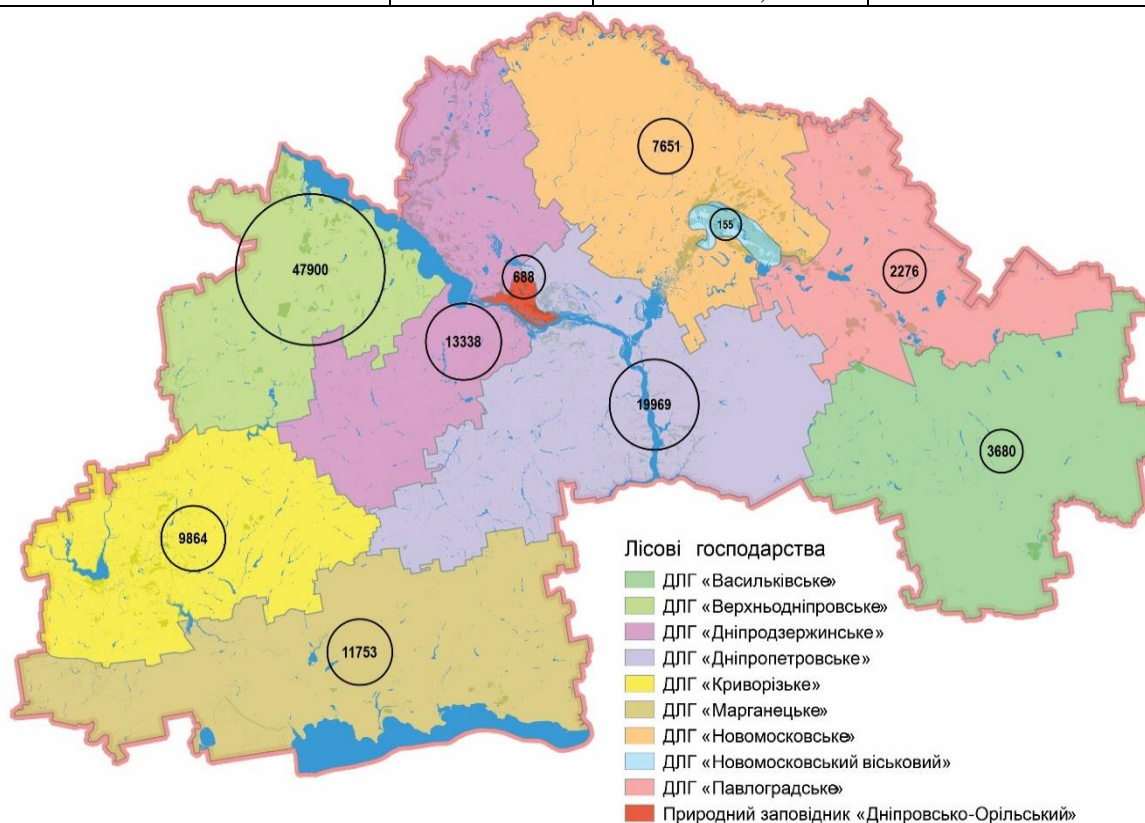 7651
155
47900
688
2276
13338
19969
3680
9864
11753
Лісові господарства
ДЛГ «Васильківське»
ДЛГ «Верхньодніпровське»
ДЛГ «Дніпродзержинське»
ДЛГ «Дніпропетровське»
ДЛГ «Криворізьке»
ДЛГ «Марганецьке»
ДЛГ «Новомосковське»
ДЛГ «Новомосковський віськовий»
ДЛГ «Павлоградське»
Природний заповідник «Дніпровсько-Орільський»